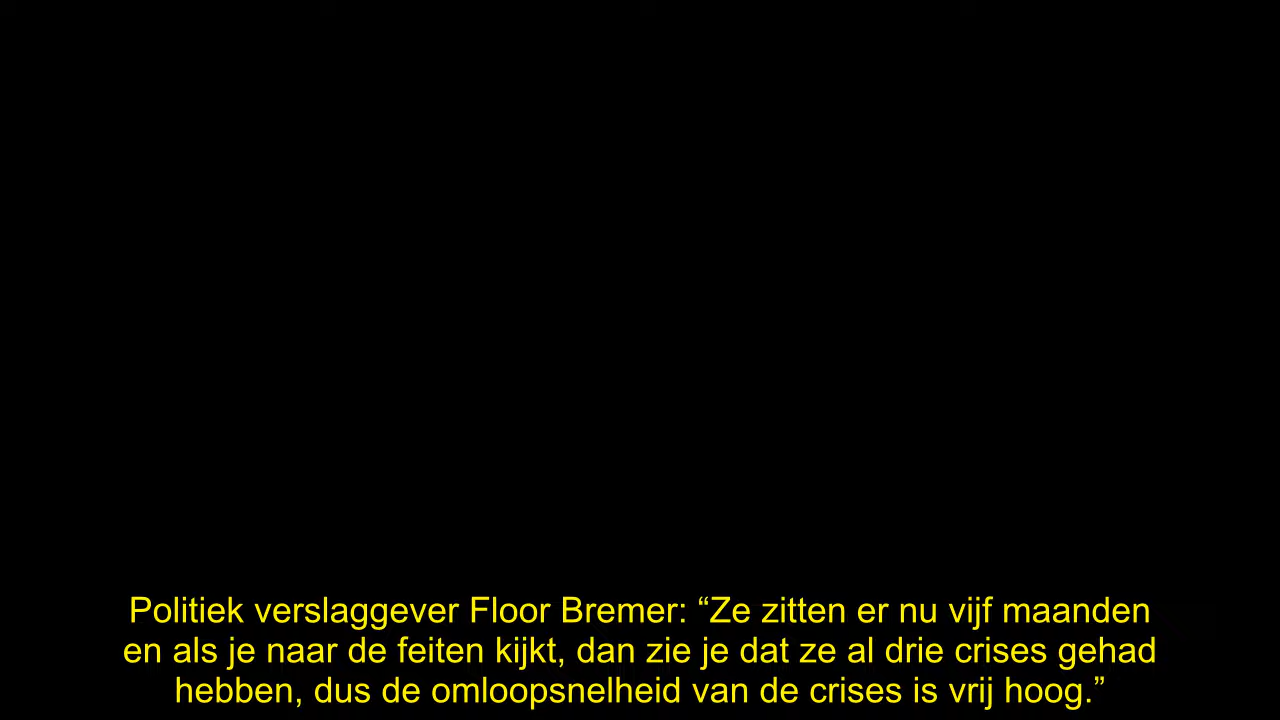 Politiek verslaggever Floor Bremer: “Ze zitten er nu vijf maanden
en als je naar de feiten kijkt, dan zie je dat ze al drie crises gehad
hebben, dus de omloopsnelheid van de crises is vrij hoog.”